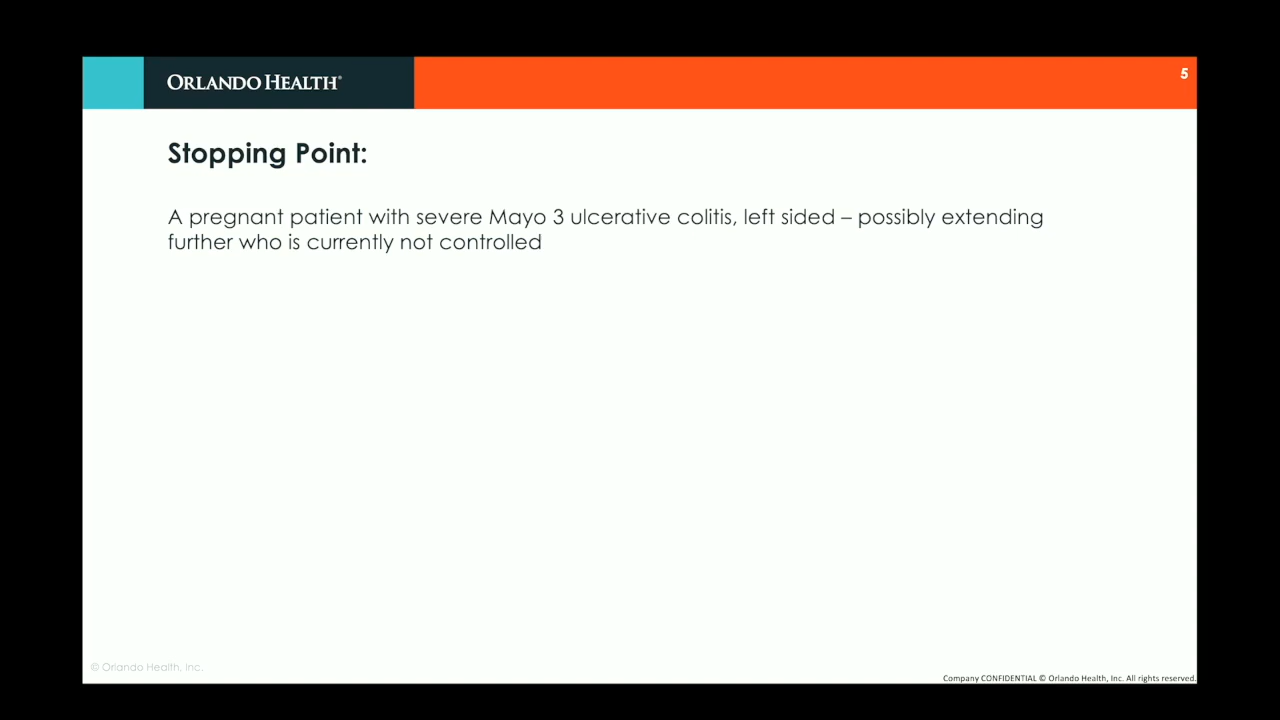 ORLANDO HEALTH®
5
Stopping Point:
A pregnant patient with severe Mayo 3 ulcerative colitis, left sided – possibly extending
further who is currently not controlled
© Orlando Health, Inc.
Company CONFIDENTIAL © Orlando Health, Inc. All rights reserved.